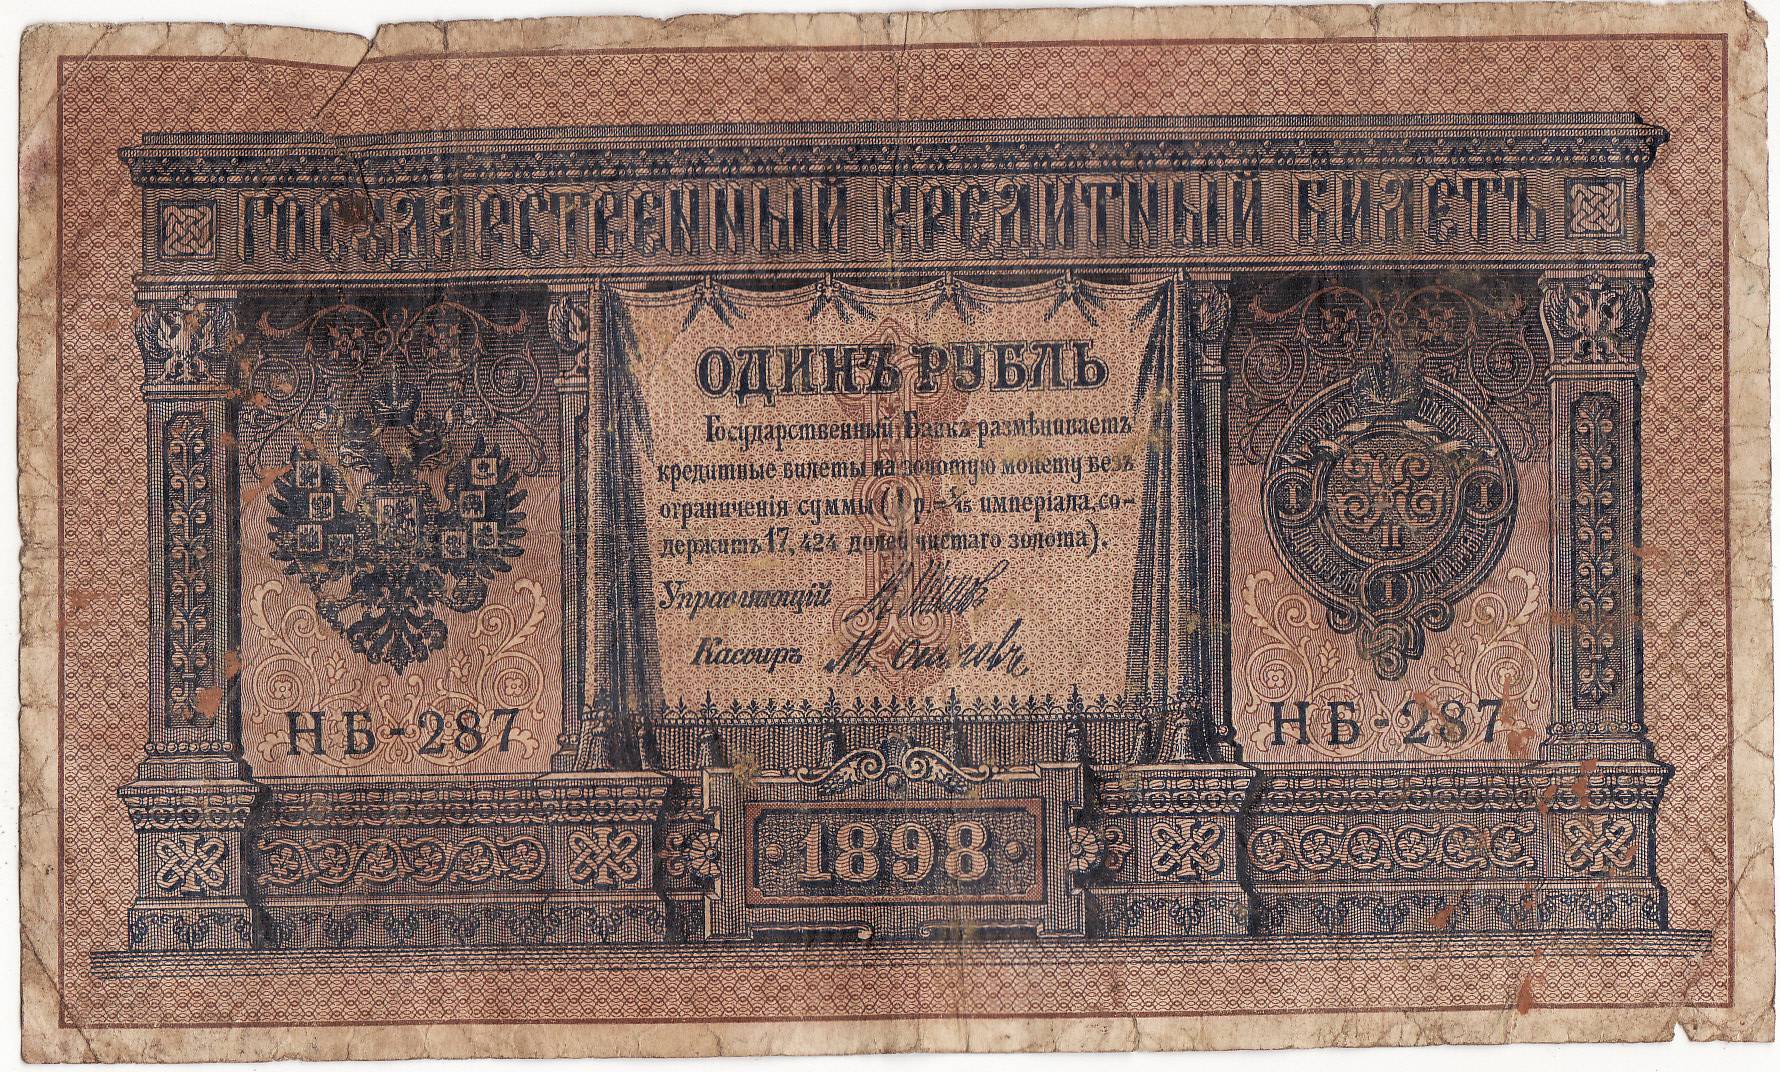 ГОСУДАРСТВЕННЫЙ КРЕДИТНЫЙ БИЛЕТЪ
ОДИНЪ РУБЛЬ
Государственный Банкъ размѣниваетъ
кредитные билеты на золотую монету безъ
ограниченія суммы (1 р. = 1/15 имперіала, со-
держитъ 17,424 долей чистаго золота).
Управляющій
Кассиръ
НБ-287
НБ-287
I I
II
I
1898